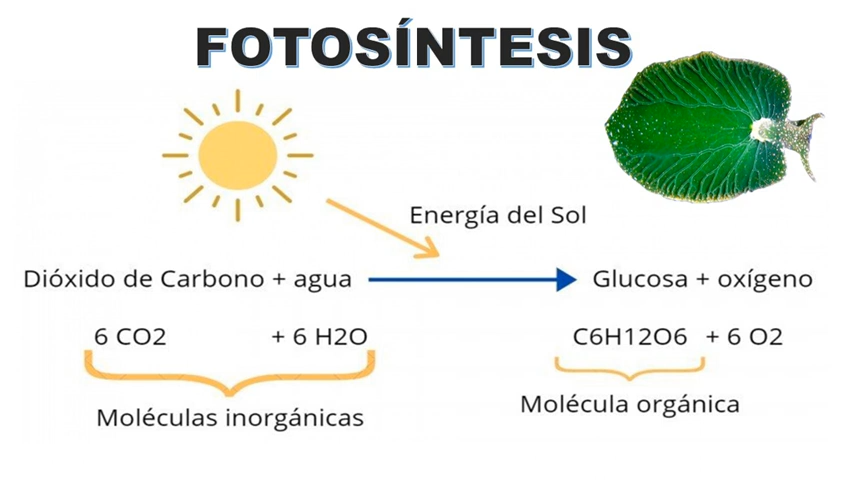 FOTOSÍNTESIS
Energía del Sol
Dióxido de Carbono + agua
Glucosa + oxígeno
6 CO2 + 6 H2O
C6H12O6 + 6 O2
Moléculas inorgánicas
Molécula orgánica